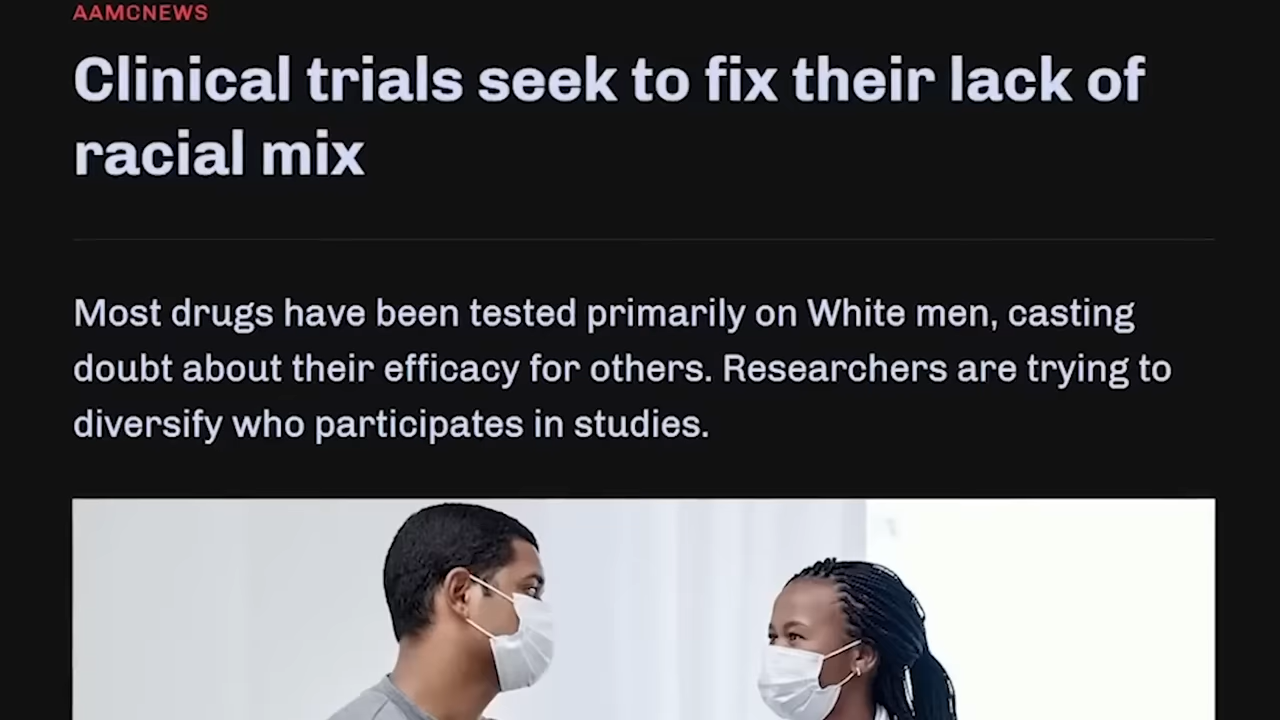 AAMCNEWS
Clinical trials seek to fix their lack of
racial mix
Most drugs have been tested primarily on White men, casting
doubt about their efficacy for others. Researchers are trying to
diversify who participates in studies.